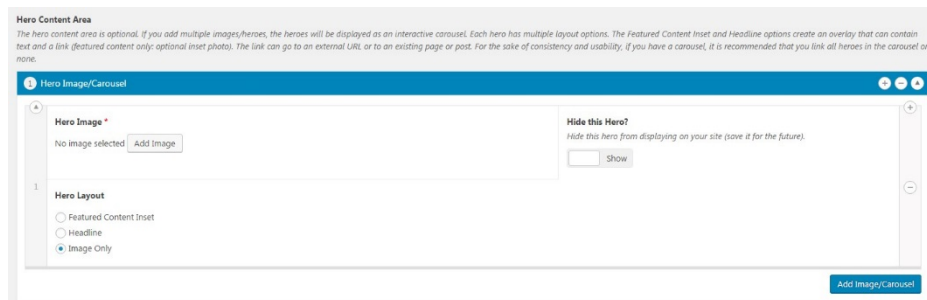 Hero Content Area
The hero content area is optional. If you add multiple images/heroes, the heroes will be displayed as an interactive carousel. Each hero has multiple layout options. The Featured Content Inset and Headline options create an overlay that can contain
text and a link (featured content only: optional inset photo). The link can go to an external URL or to an existing page or post. For the sake of consistency and usability, if you have a carousel, it is recommended that you link all heroes in the carousel or
none.
1 Hero Image/Carousel
Hero Image *
No image selected Add Image
Hide this Hero?
Hide this hero from displaying on your site (save it for the future).
Show
1
Hero Layout
Featured Content Inset
Headline
Image Only
Add Image/Carousel